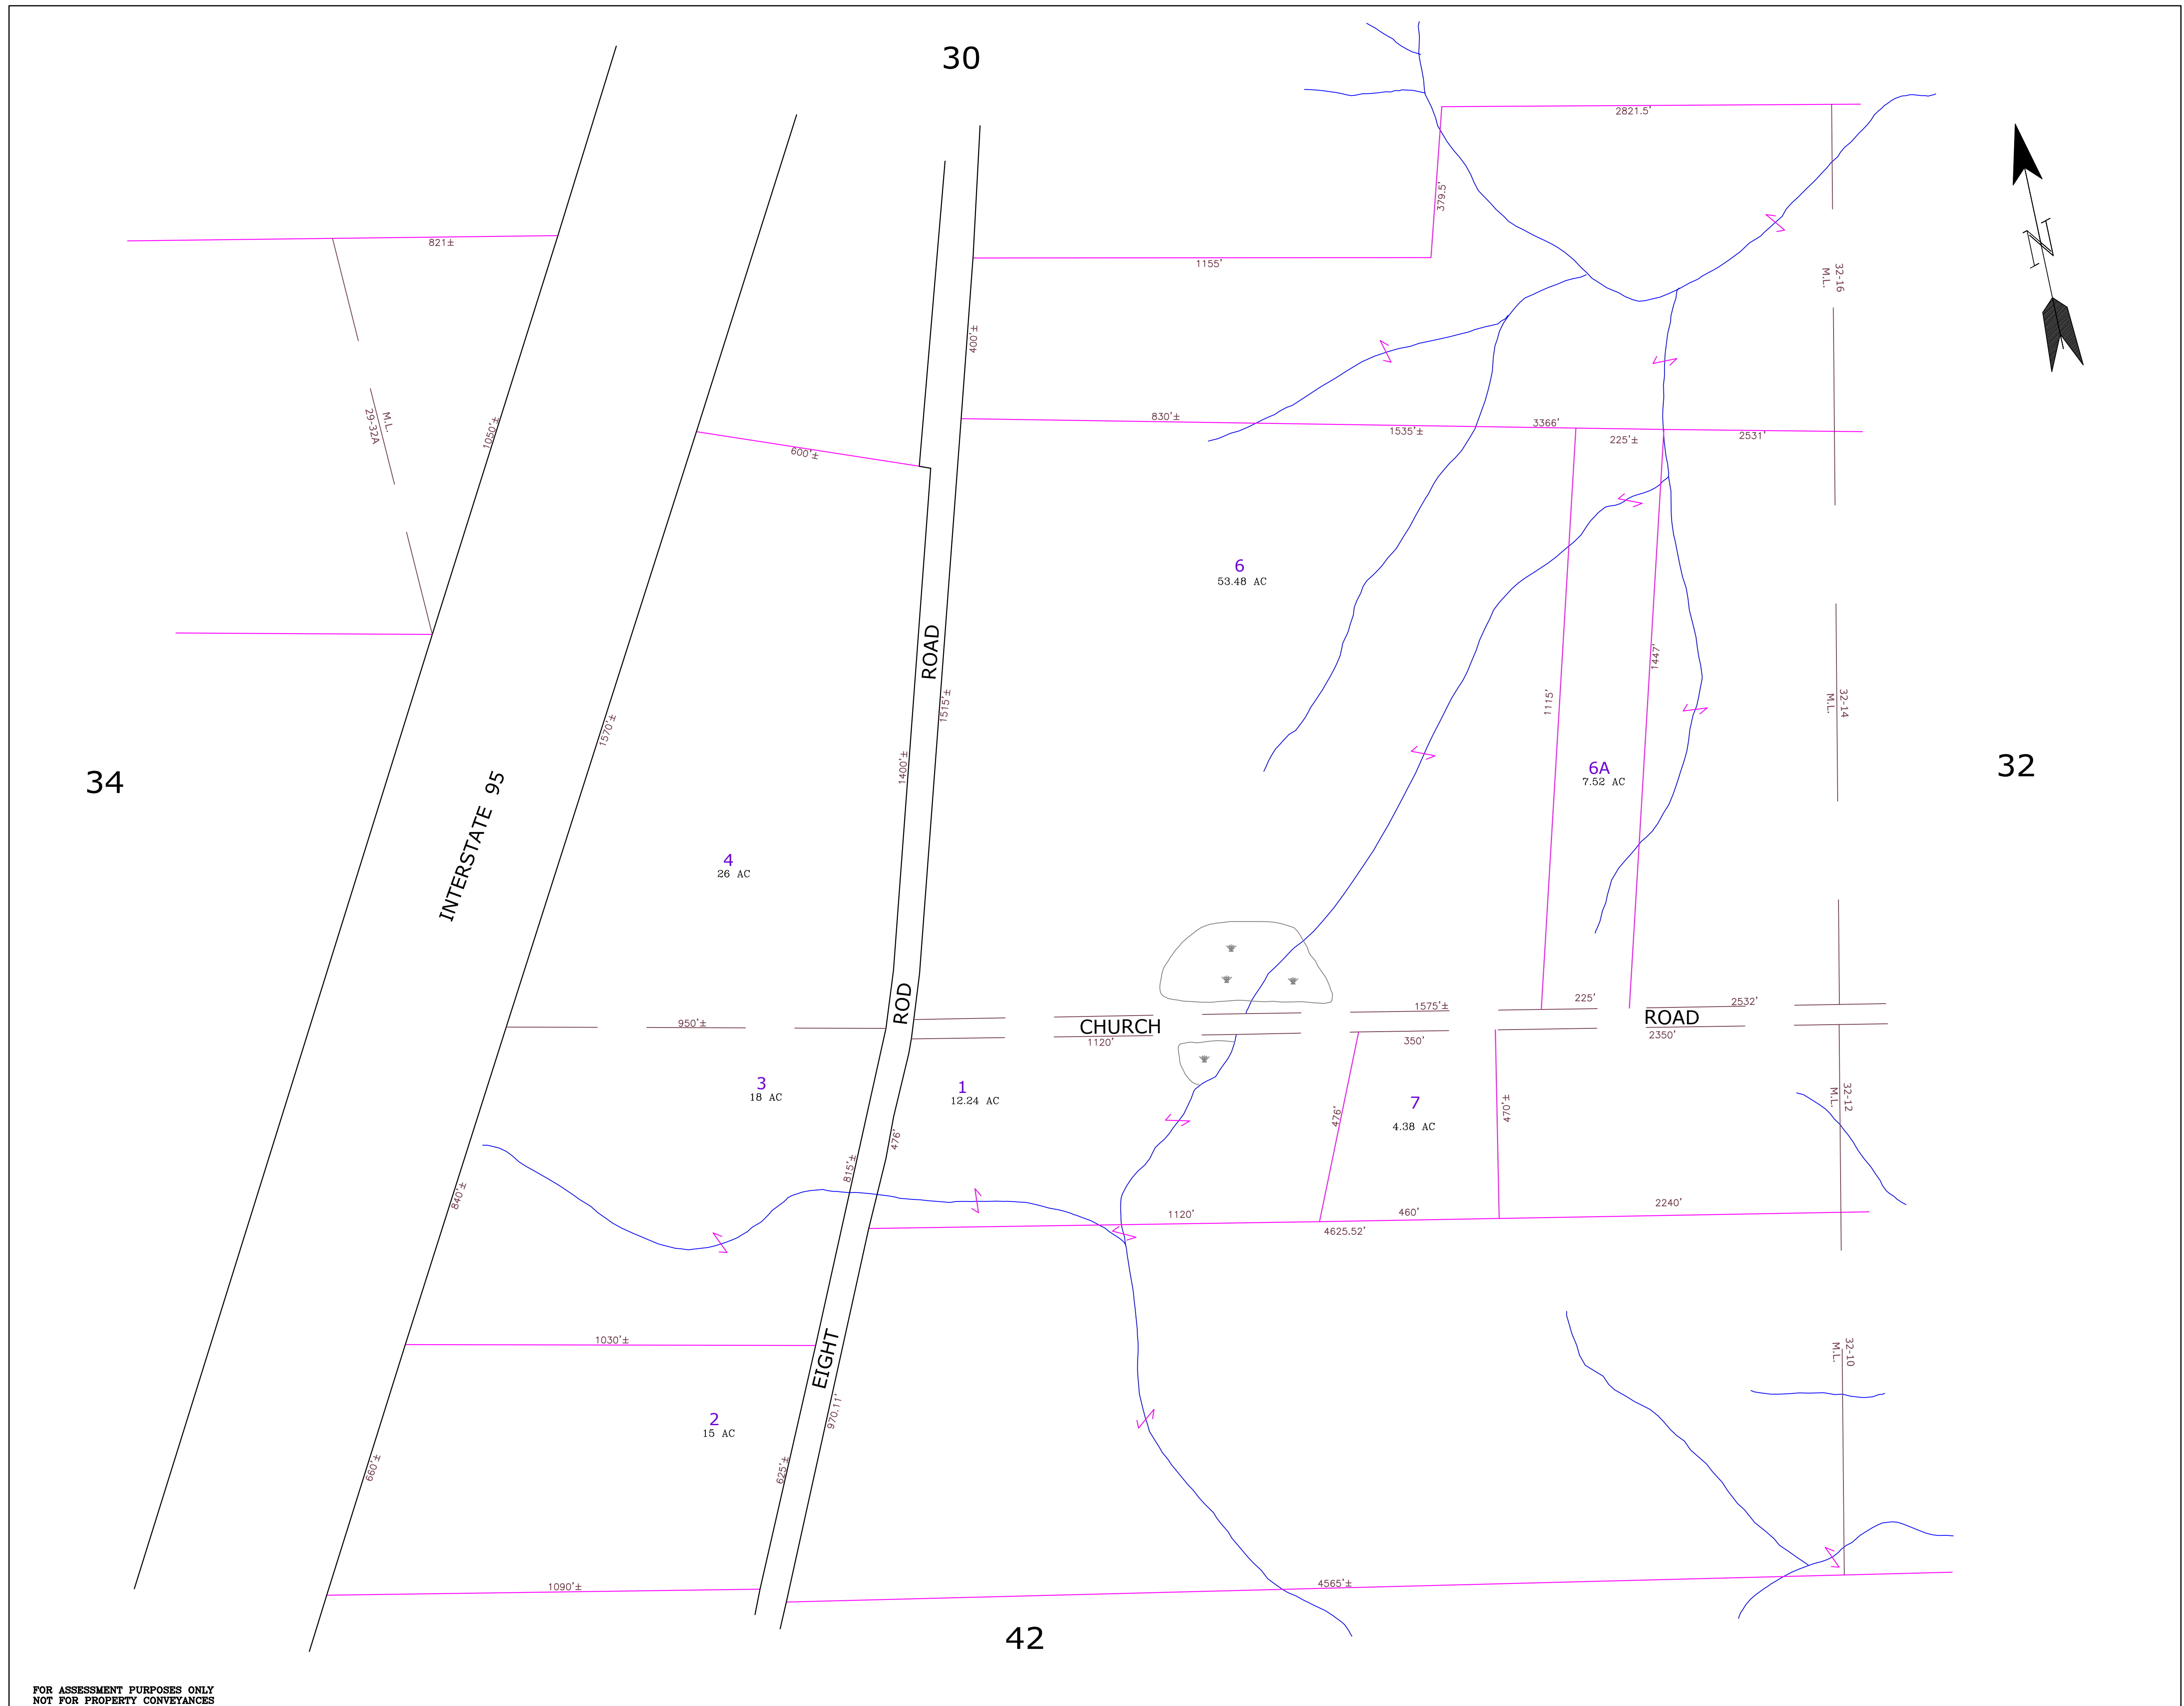 30
2821.5'
379.5'
821±
1155'
32-16
M.L.
400'±
M.L.
29-32A
1050'±
600'±
830'±
1535'±
3366'
225'±
2531'
6
53.48 AC
ROAD
1515'±
1570'±
1400'±
1115'
1447'
32-14
M.L.
34
INTERSTATE 95
6A
7.52 AC
32
4
26 AC
ROD
950'±
CHURCH
1120'
1575'±
225'
2532'
ROAD
350'
2350'
3
18 AC
1
12.24 AC
476'
7
4.38 AC
476'
470'±
32-12
M.L.
815'±
840'±
1120'
460'
2240'
4625.52'
1030'±
EIGHT
32-10
M.L.
970.11'
2
15 AC
660'±
625'±
1090'±
4565'±
42
N
FOR ASSESSMENT PURPOSES ONLY
NOT FOR PROPERTY CONVEYANCES